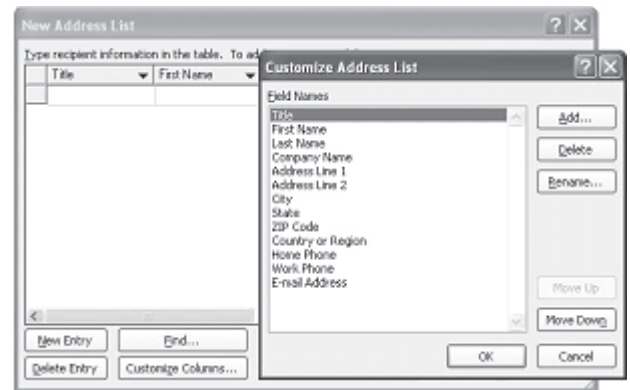 New Address List
Type recipient information in the table. To ad
Title
First Name
New Entry
Find...
Delete Entry
Customize Columns...
Customize Address List
Field Names
Title
First Name
Last Name
Company Name
Address Line 1
Address Line 2
City
State
ZIP Code
Country or Region
Home Phone
Work Phone
E-mail Address
Add...
Delete
Rename...
Move Up
Move Down
OK
Cancel